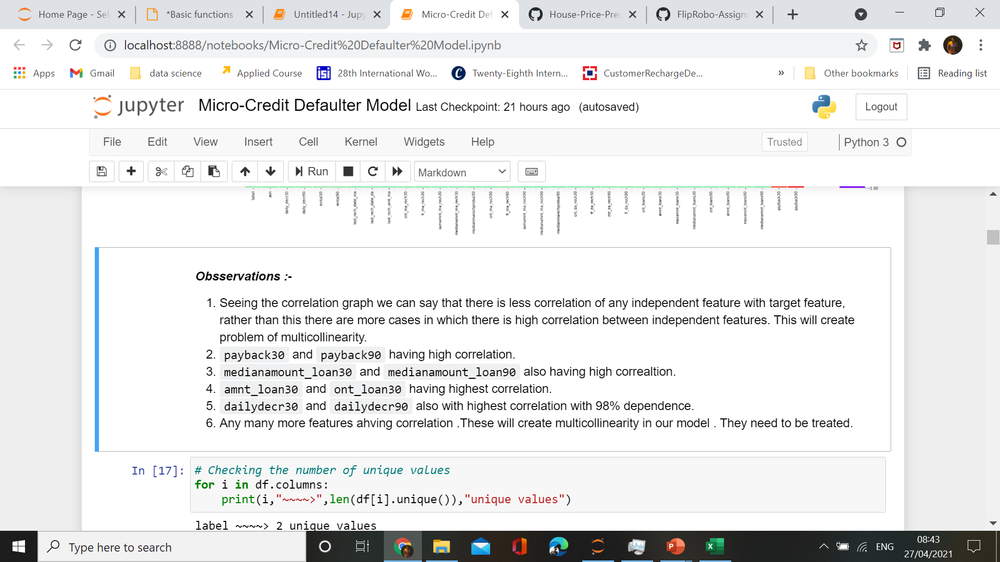 Home Page - Sel
*Basic functions -
Untitled14 - Jupy
Micro-Credit Def
House-Price-Pred
FlipRobo-Assignm
localhost:8888/notebooks/Micro-Credit%20Defaulter%20Model.ipynb
Apps
Gmail
data science
Applied Course
28th International Wo...
Twenty-Eighth Intern...
CustomerRechargeDe...
»
Other bookmarks
Reading list
jupyter Micro-Credit Defaulter Model Last Checkpoint: 21 hours ago (autosaved)
Logout
File Edit View Insert Cell Kernel Widgets Help
Trusted
Python 3
Run
Markdown
-1.00
label
aon
daily_decr30
daily_decr90
rental30
rental90
last_rech_date_ma
last_rech_date_da
last_rech_amt_ma
cnt_ma_rech30
fr_ma_rech30
sumamnt_ma_rech30
medianamnt_ma_rech30
medianmarechprebal30
cnt_ma_rech90
fr_ma_rech90
sumamnt_ma_rech90
medianamnt_ma_rech90
medianmarechprebal90
cnt_da_rech30
fr_da_rech30
cnt_da_rech90
fr_da_rech90
cnt_loans30
amnt_loans30
maxamnt_loans30
medianamnt_loans30
cnt_loans90
amnt_loans90
maxamnt_loans90
medianamnt_loans90
payback30
payback90
Obsservations :-
1. Seeing the correlation graph we can say that there is less correlation of any independent feature with target feature,
rather than this there are more cases in which there is high correlation between independent features. This will create
problem of multicollinearity.
2. payback30 and payback90 having high correlation.
3. medianamount_loan30 and medianamount_loan90 also having high correaltion.
4. amnt_loan30 and ont_loan30 having highest correlation.
5. dailydecr30 and dailydecr90 also with highest correlation with 98% dependence.
6. Any many more features ahving correlation .These will create multicollinearity in our model . They need to be treated.
In [17]: # Checking the number of unique values
for i in df.columns:
print(i,"~~~~>",len(df[i].unique()),"unique values")
label ~~~~> 2 unique values
Type here to search
ENG
08:43
27/04/2021